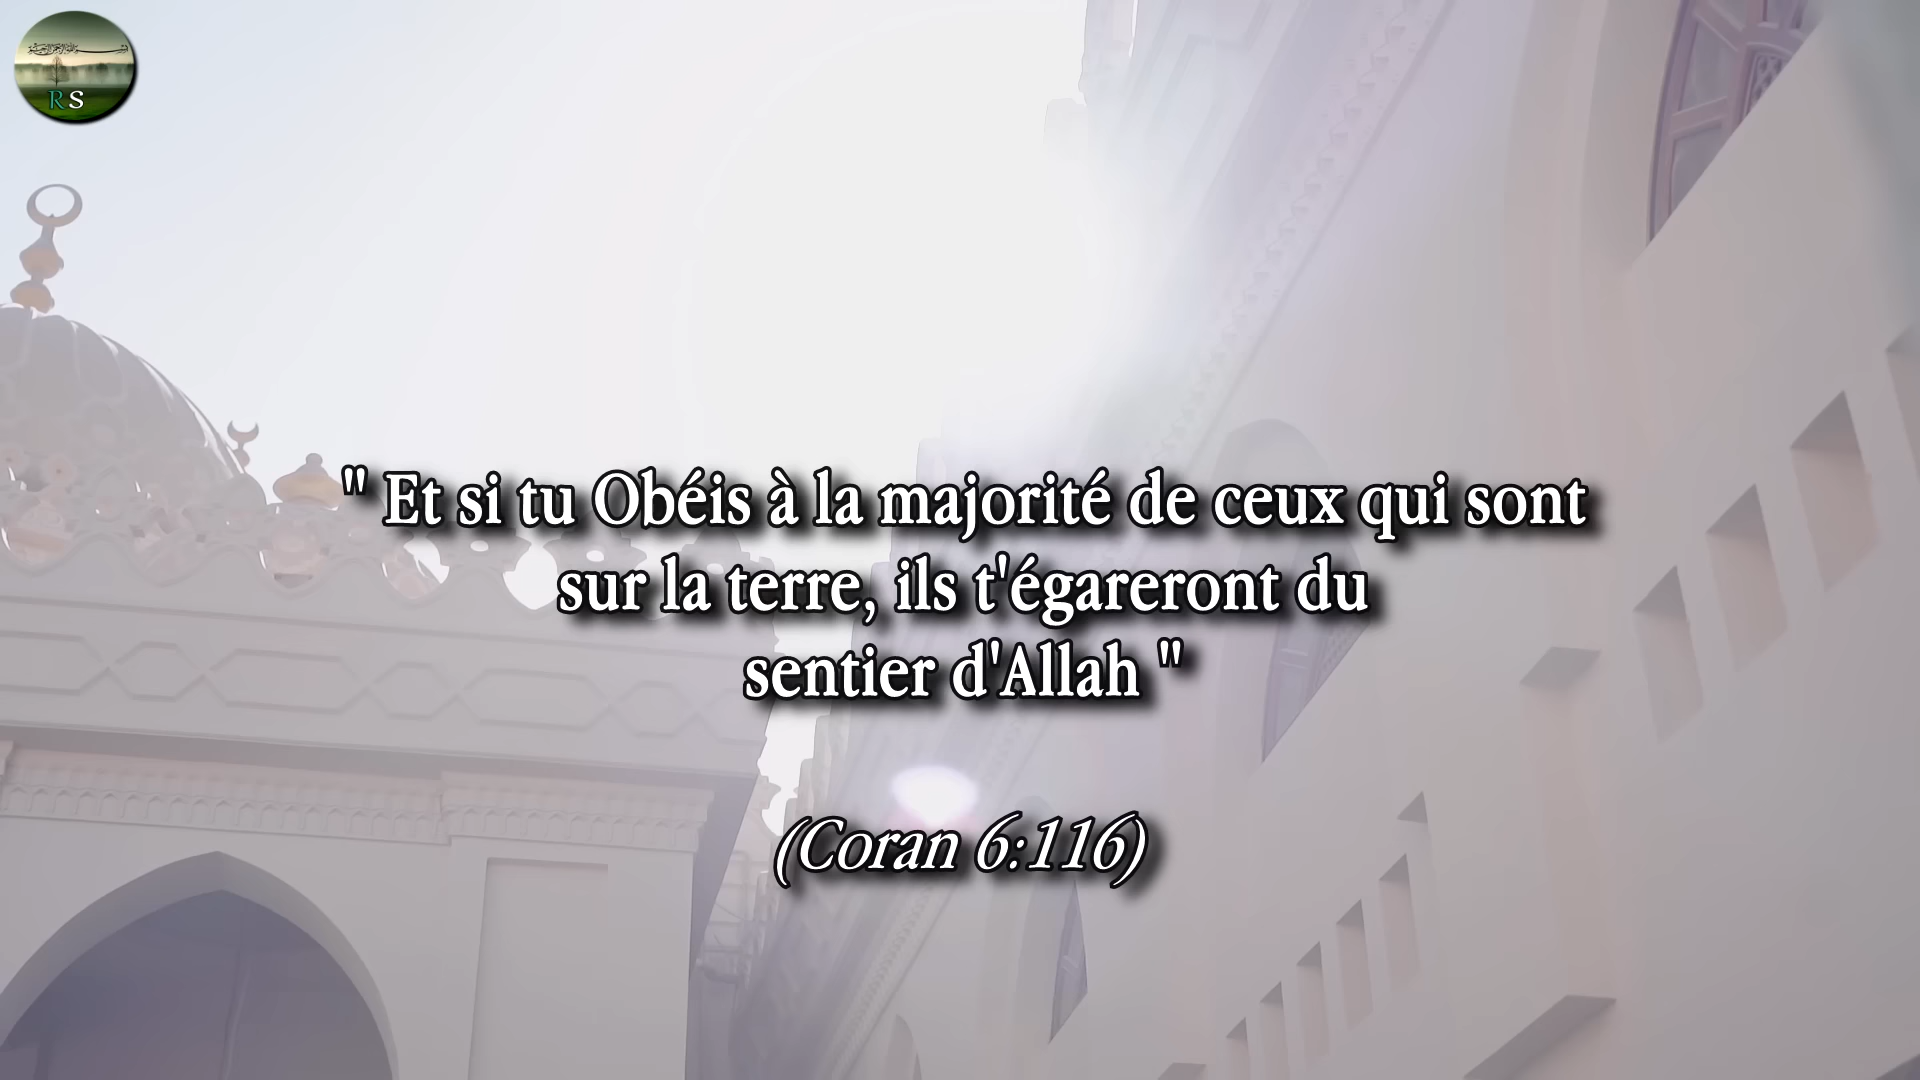 RS
" Et si tu Obéis à la majorité de ceux qui sont
sur la terre, ils t'égareront du
sentier d'Allah "
(Coran 6:116)